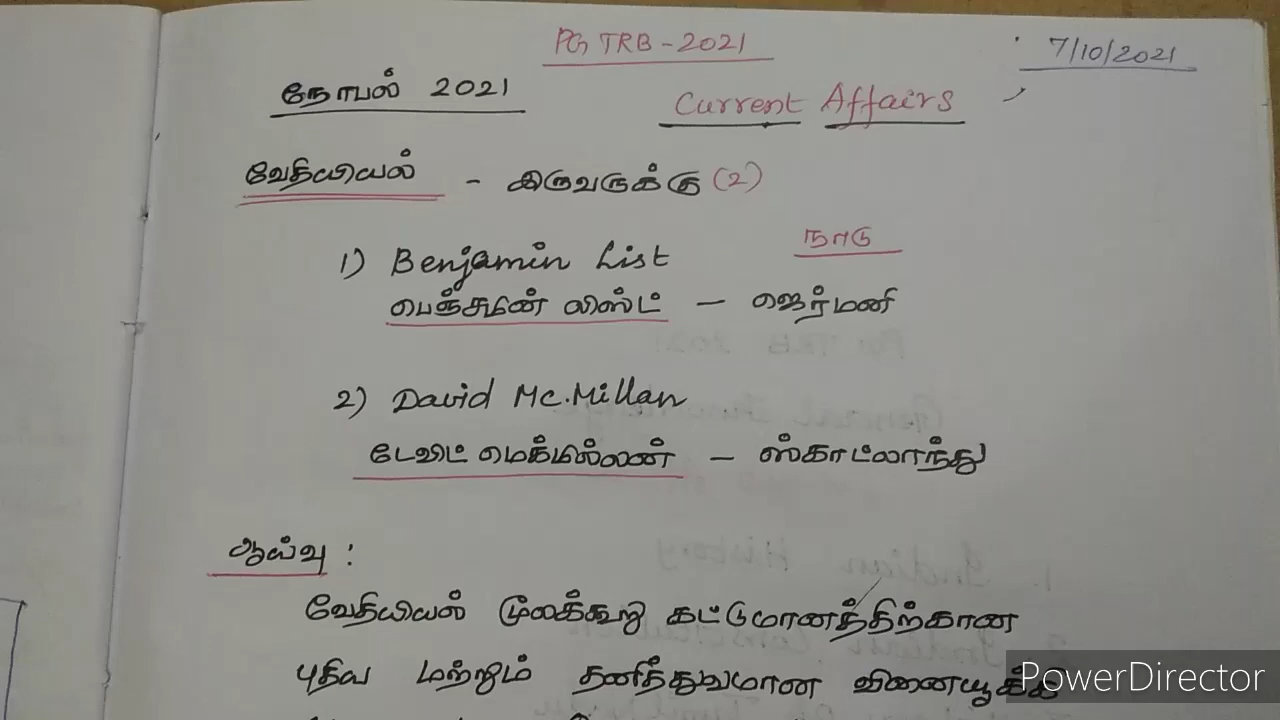 PG TRB - 2021
7/10/2021
நோபல் 2021
Current Affairs
வேதியியல் - இருவருக்கு (2)
நாடு
1) Benjamin List
பெஞ்சமின் லிஸ்ட் - ஜெர்மனி
2) David Mc.Millan
டேவிட் மெக்மில்லன் - ஸ்காட்லாந்து
ஆய்வு :
வேதியியல் மூலக்கூறு கட்டுமானத்திற்கான
புதிய மற்றும் தனித்துவமான வினையூக்கி
PowerDirector